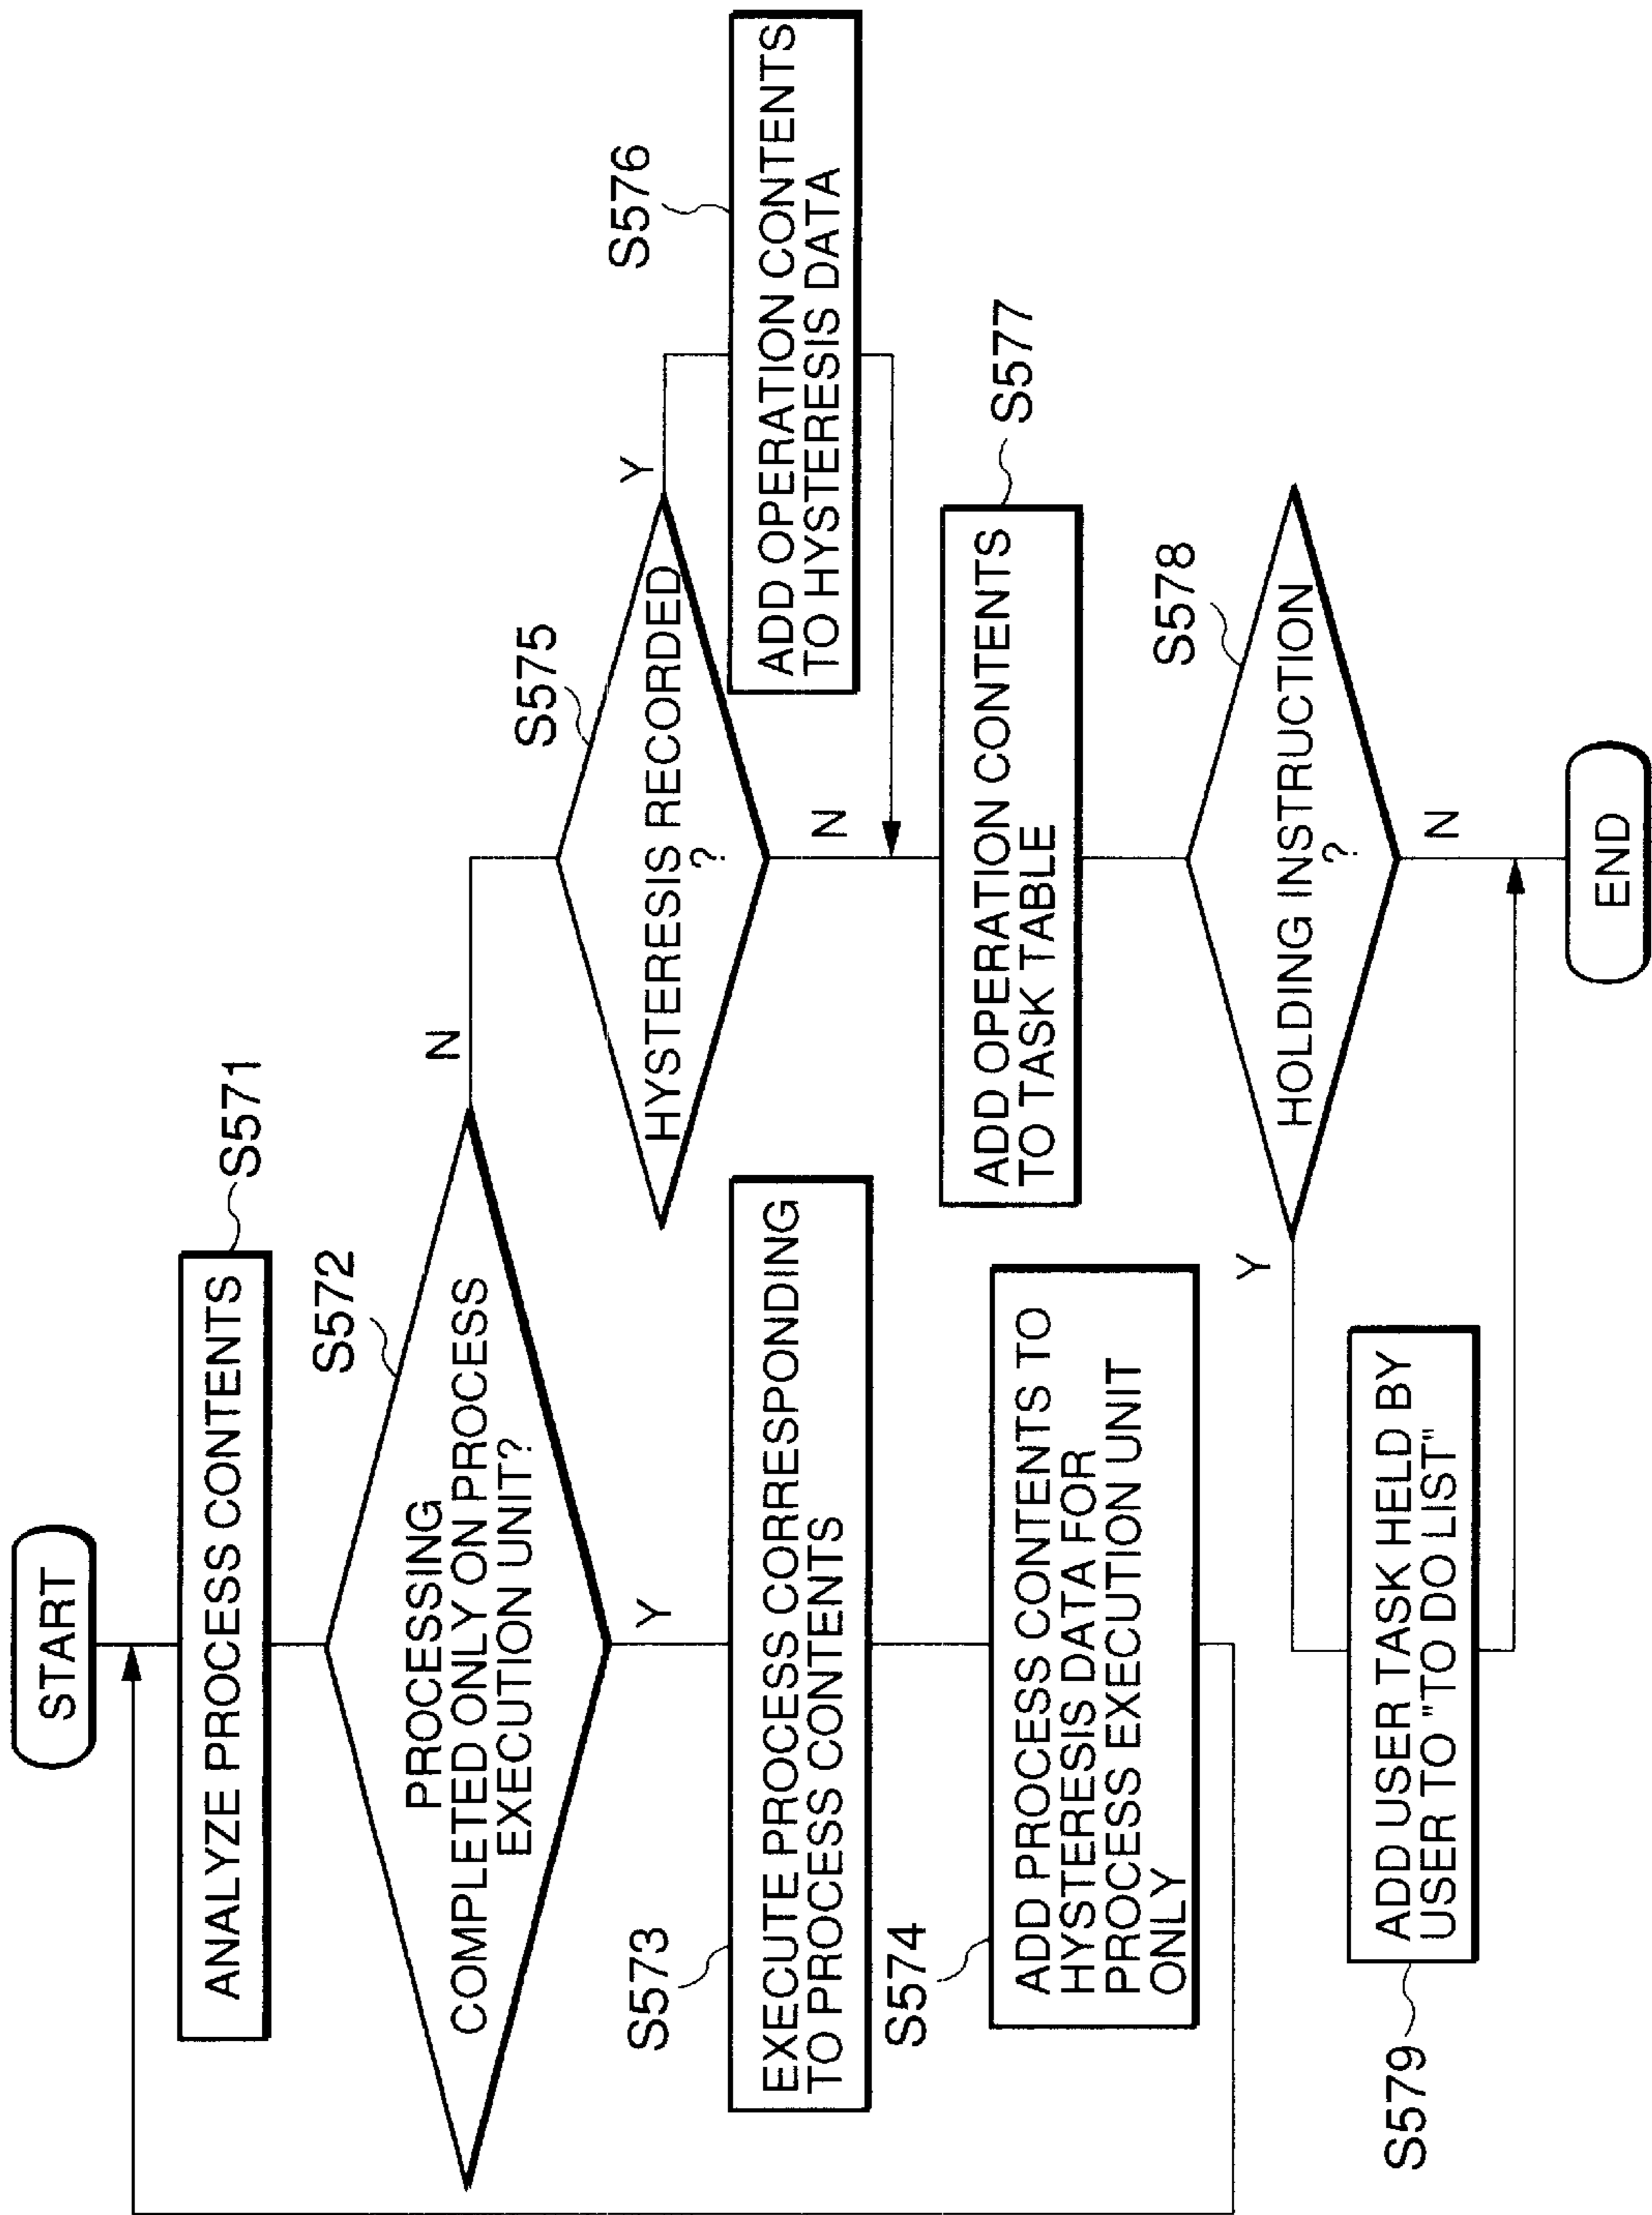 START
S571
ANALYZE PROCESS CONTENTS
S572
PROCESSING
COMPLETED ONLY ON PROCESS
EXECUTION UNIT?
N
Y
S573
EXECUTE PROCESS CORRESPONDING
TO PROCESS CONTENTS
S574
ADD PROCESS CONTENTS TO
HYSTERESIS DATA FOR
PROCESS EXECUTION UNIT
ONLY
S575
HYSTERESIS RECORDED
?
Y
N
S576
ADD OPERATION CONTENTS
TO HYSTERESIS DATA
S577
ADD OPERATION CONTENTS
TO TASK TABLE
S578
HOLDING INSTRUCTION
?
Y
N
S579
ADD USER TASK HELD BY
USER TO "TO DO LIST"
END